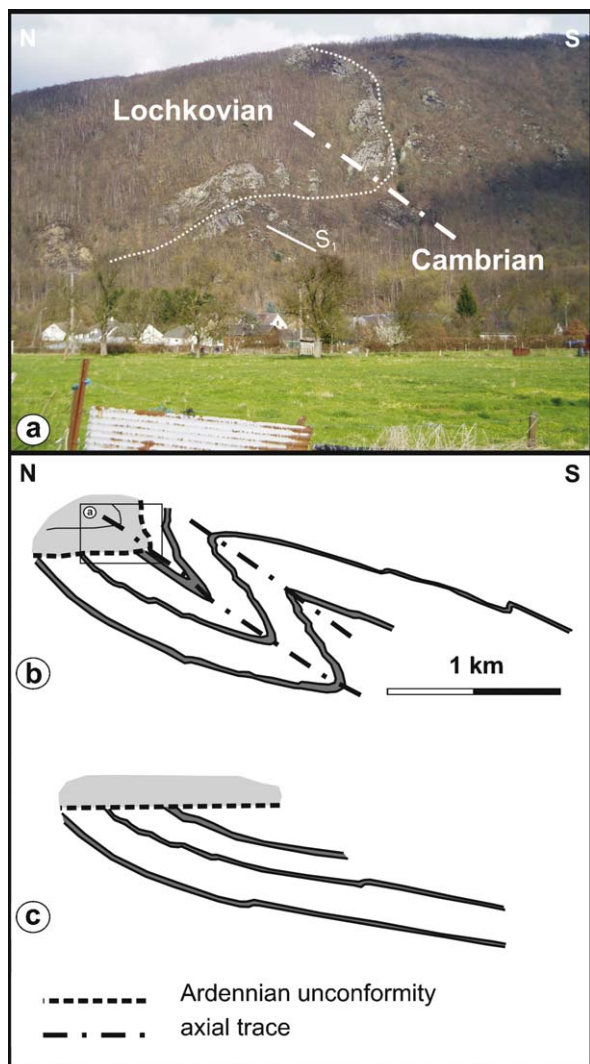 N S
Lochkovian
S1
Cambrian
a
N S
a
b
1 km
c
Ardennian unconformity
axial trace